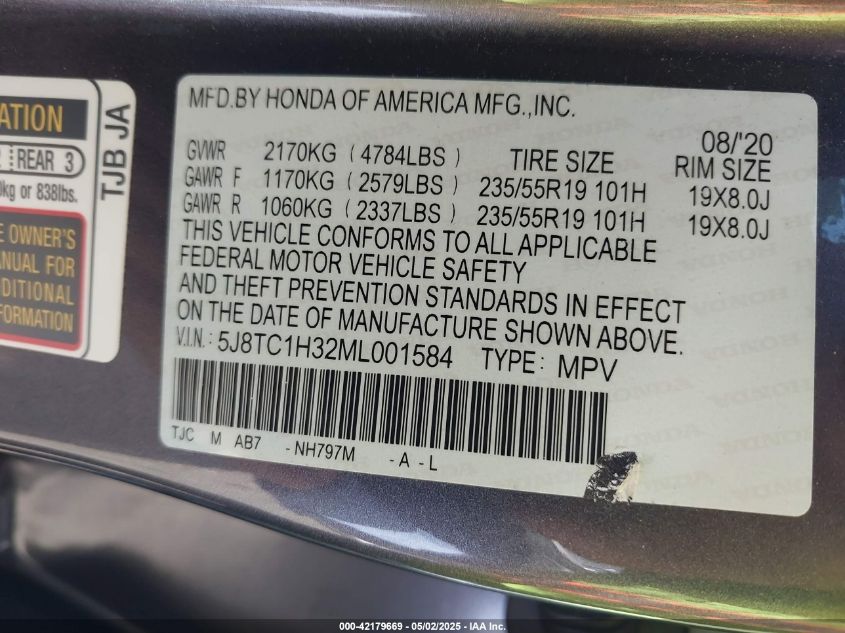 ATION
REAR 3
kg or 838lbs.
E OWNER'S
ANUAL FOR
DITIONAL
FORMATION
TJB JA
MFD.BY HONDA OF AMERICA MFG.,INC.
08/'20
GVWR 2170KG (4784LBS) TIRE SIZE RIM SIZE
GAWR F 1170KG (2579LBS) 235/55R19 101H 19X8.0J
GAWR R 1060KG (2337LBS) 235/55R19 101H 19X8.0J
THIS VEHICLE CONFORMS TO ALL APPLICABLE
FEDERAL MOTOR VEHICLE SAFETY
AND THEFT PREVENTION STANDARDS IN EFFECT
ON THE DATE OF MANUFACTURE SHOWN ABOVE.
V.I.N: 5J8TC1H32ML001584 TYPE: MPV
TJC M AB7 -NH797M -A-L
000-42179669 - 05/02/2025 - IAA Inc.